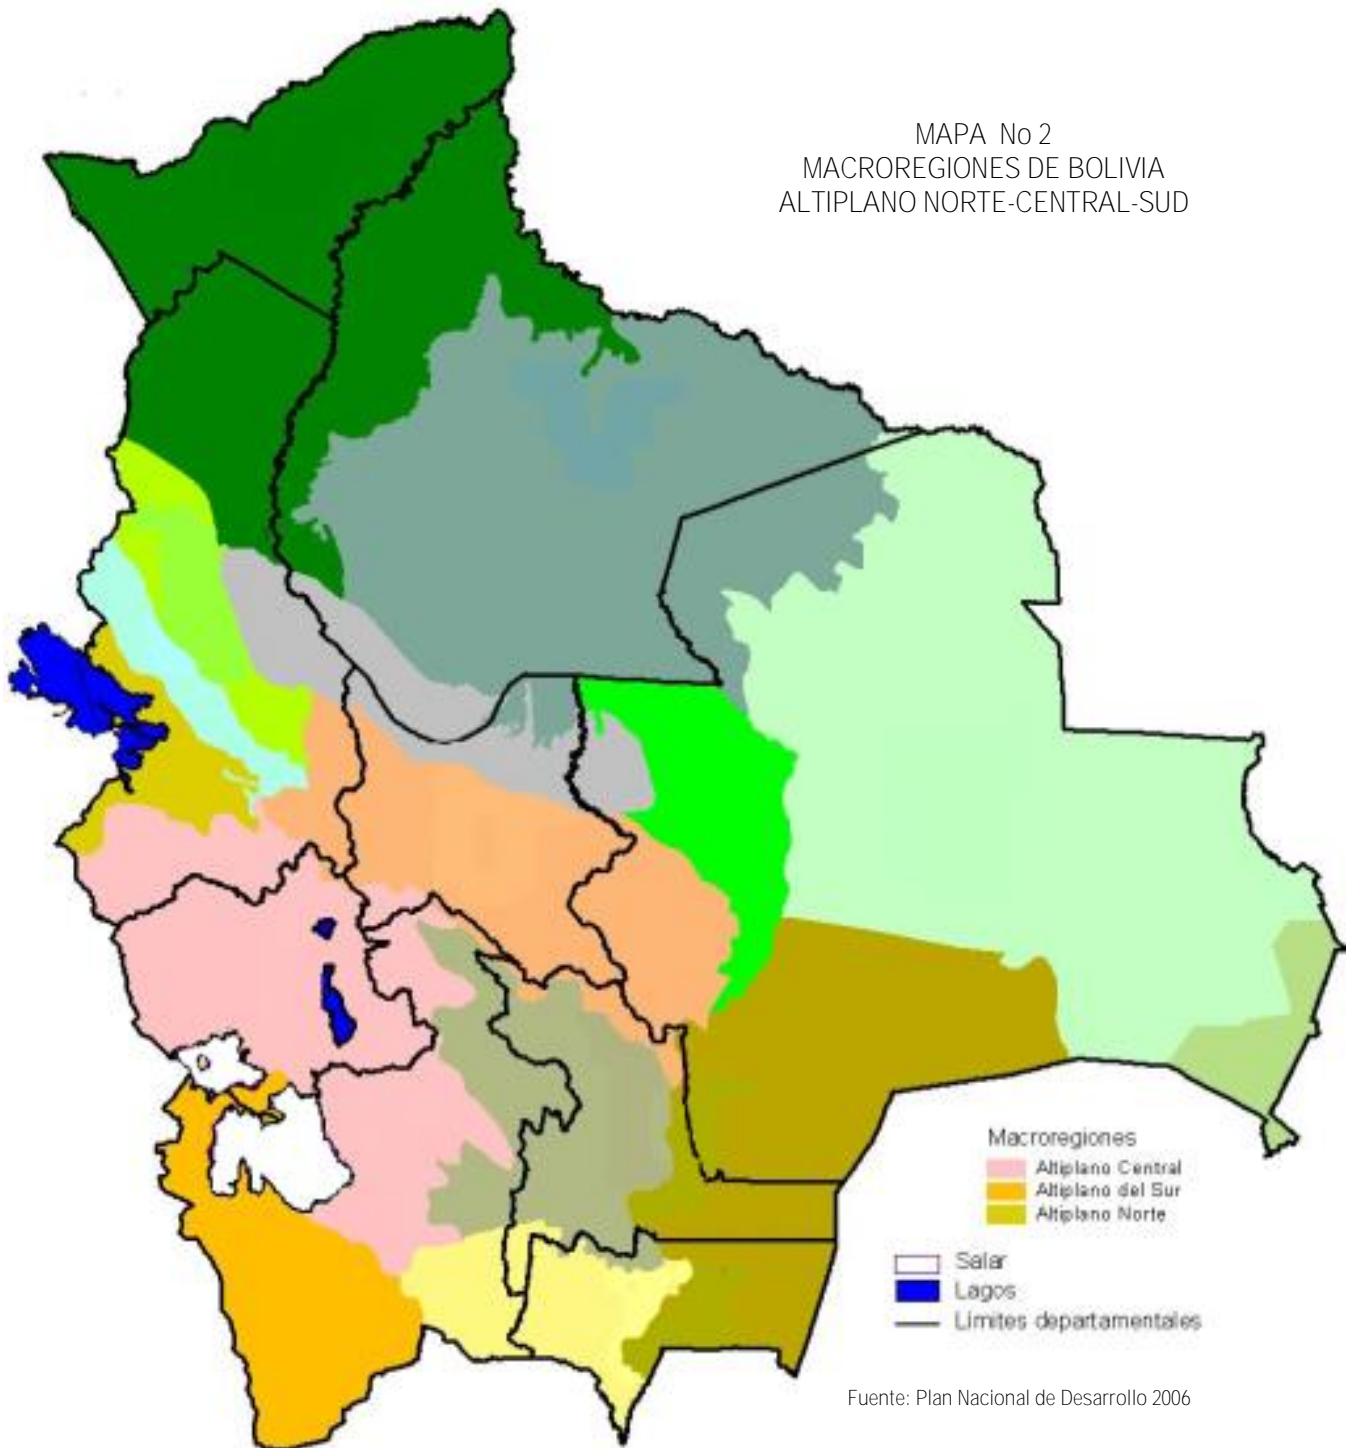 MAPA No 2
MACROREGIONES DE BOLIVIA
ALTIPLANO NORTE-CENTRAL-SUD
Macroregiones
Altiplano Central
Altiplano del Sur
Altiplano Norte
Salar
Lagos
Limites departamentales
Fuente: Plan Nacional de Desarrollo 2006